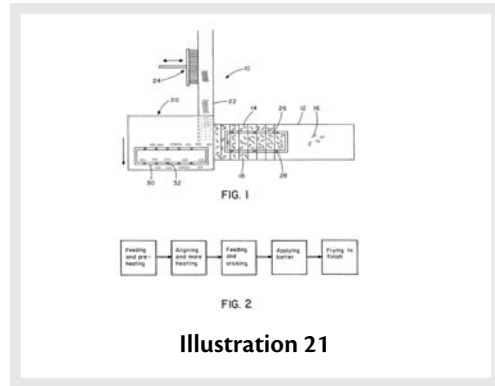 10
24
12
20
22
14
26
16
30
32
18
28
FIG. 1
Feeding and pre-heating
Aligning and more heating
Feeding and sticking
Applying barrier
Frying to finish
FIG. 2
Illustration 21